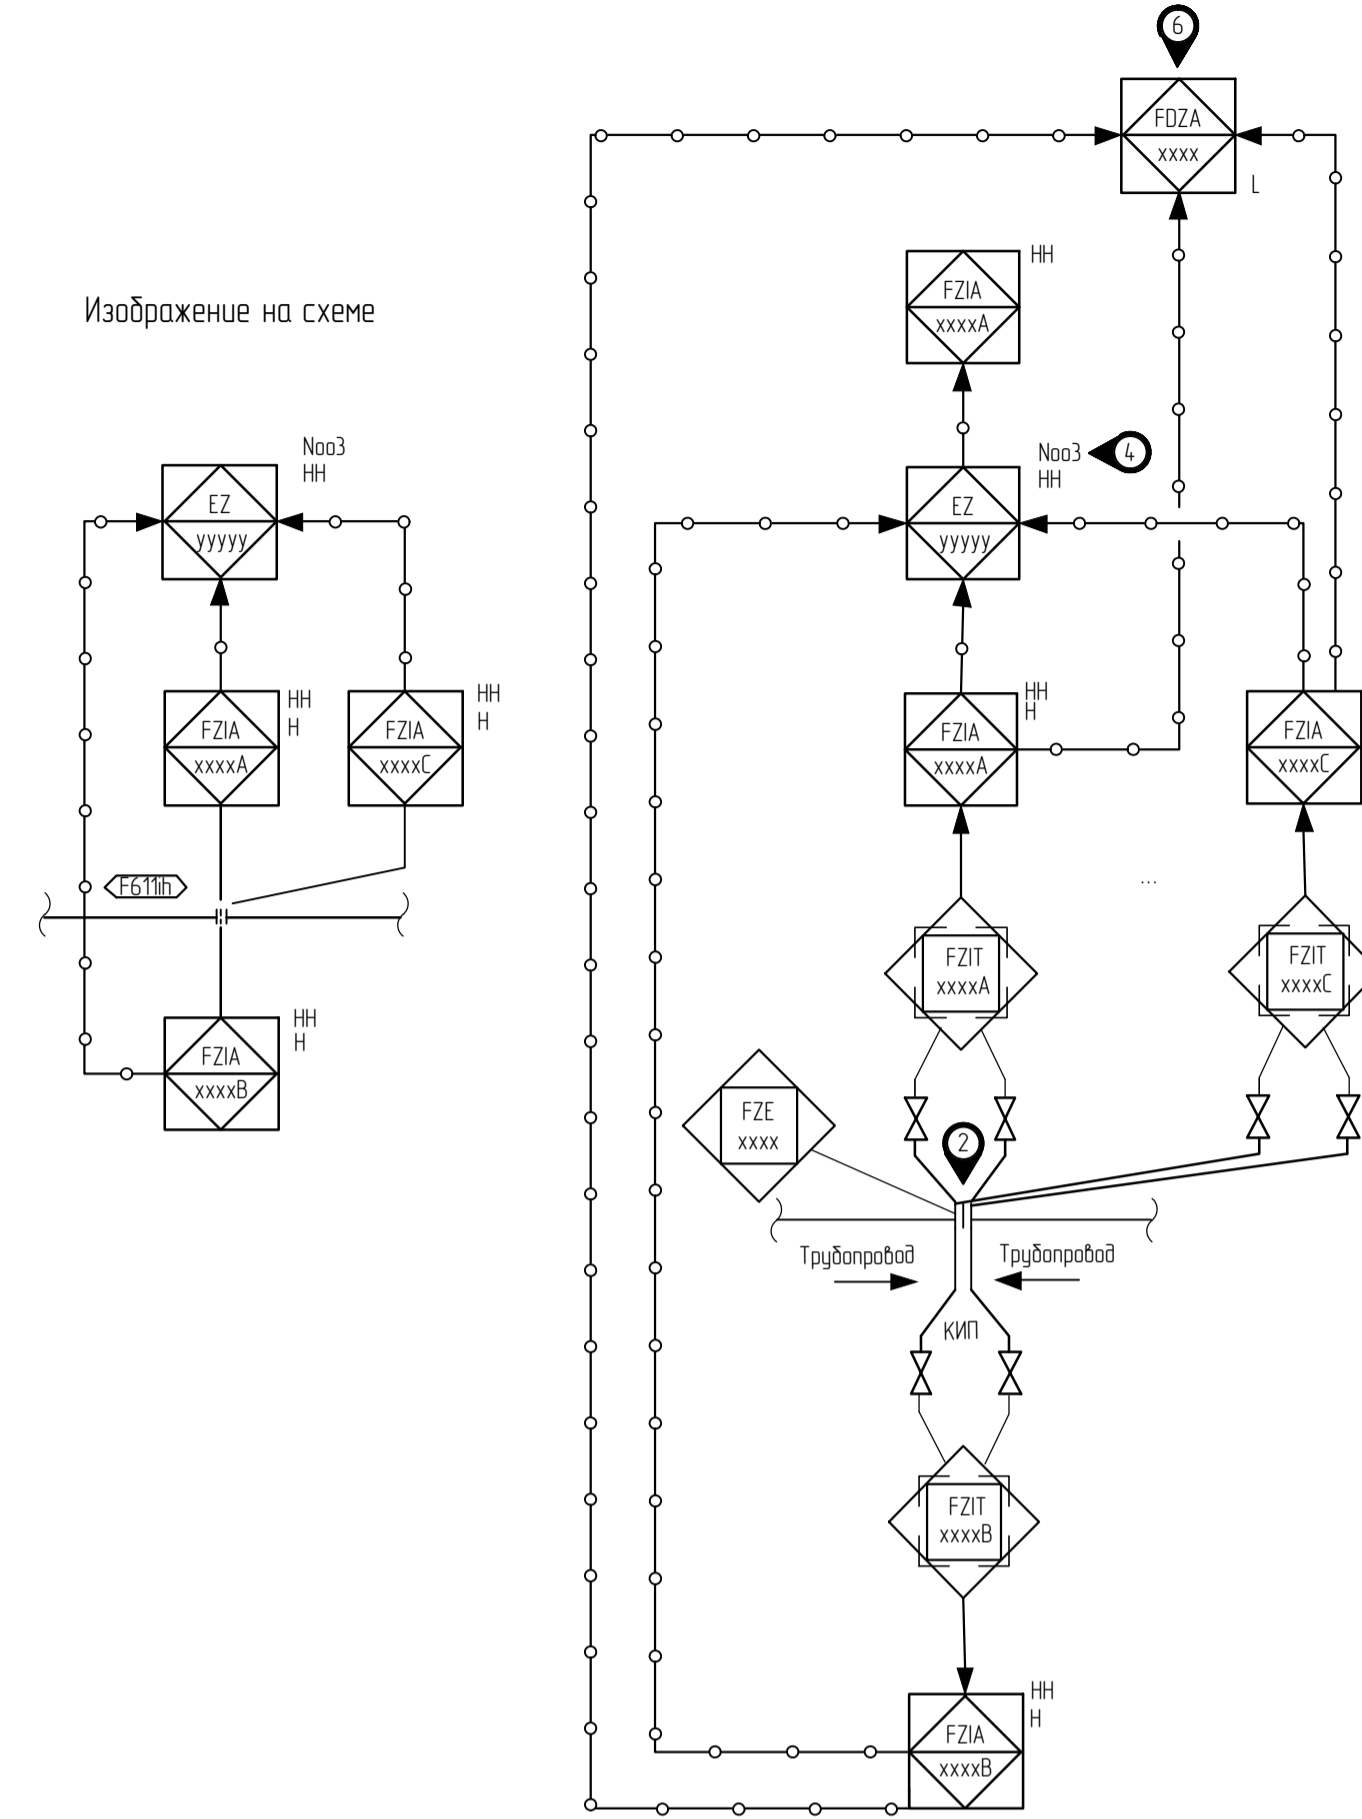 6
FDZA
xxxx
L
HH
FZIA
xxxxA
Изображение на схеме
Noo3
HH
EZ
yyyyy
Noo3
4
HH
EZ
yyyyy
HH
H
FZIA
xxxxA
HH
H
FZIA
xxxxC
HH
H
FZIA
xxxxA
FZIA
xxxxC
F611ih
...
FZIT
xxxxA
FZIT
xxxxC
HH
H
FZIA
xxxxB
FZE
xxxx
2
Трубопровод
Трубопровод
КИП
FZIT
xxxxB
HH
H
FZIA
xxxxB